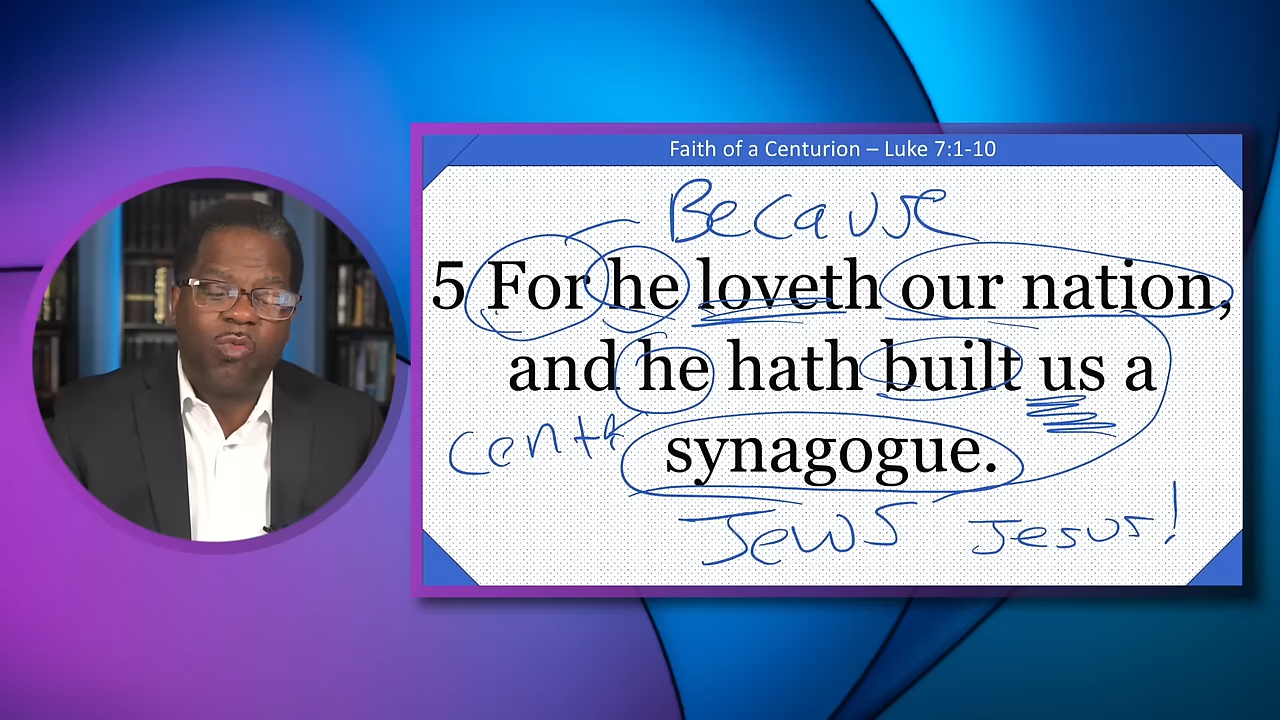 Faith of a Centurion – Luke 7:1-10
Because
5 For he loveth our nation,
and he hath built us a
synagogue.
Jews Jesus!